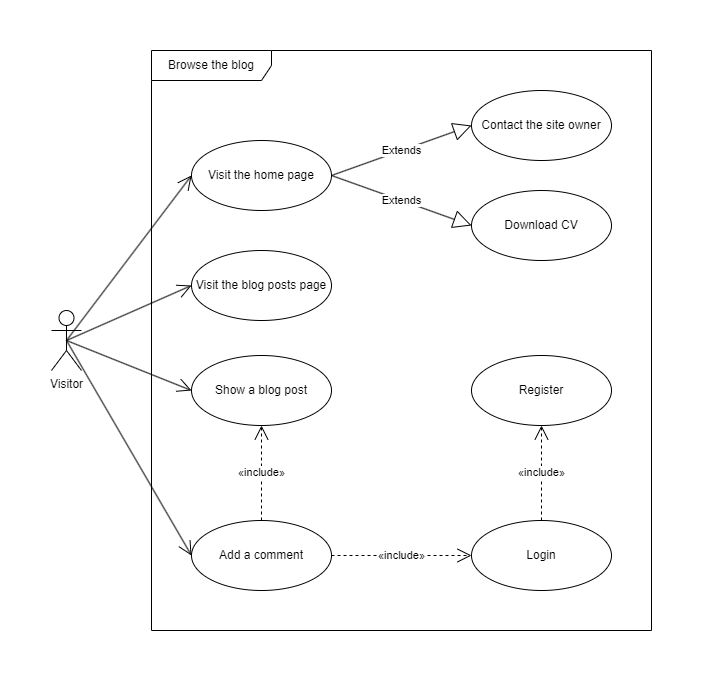 Browse the blog
Contact the site owner
Extends
Visit the home page
Extends
Download CV
Visit the blog posts page
Visitor
Show a blog post
Register
«include»
«include»
Add a comment
«include»
Login